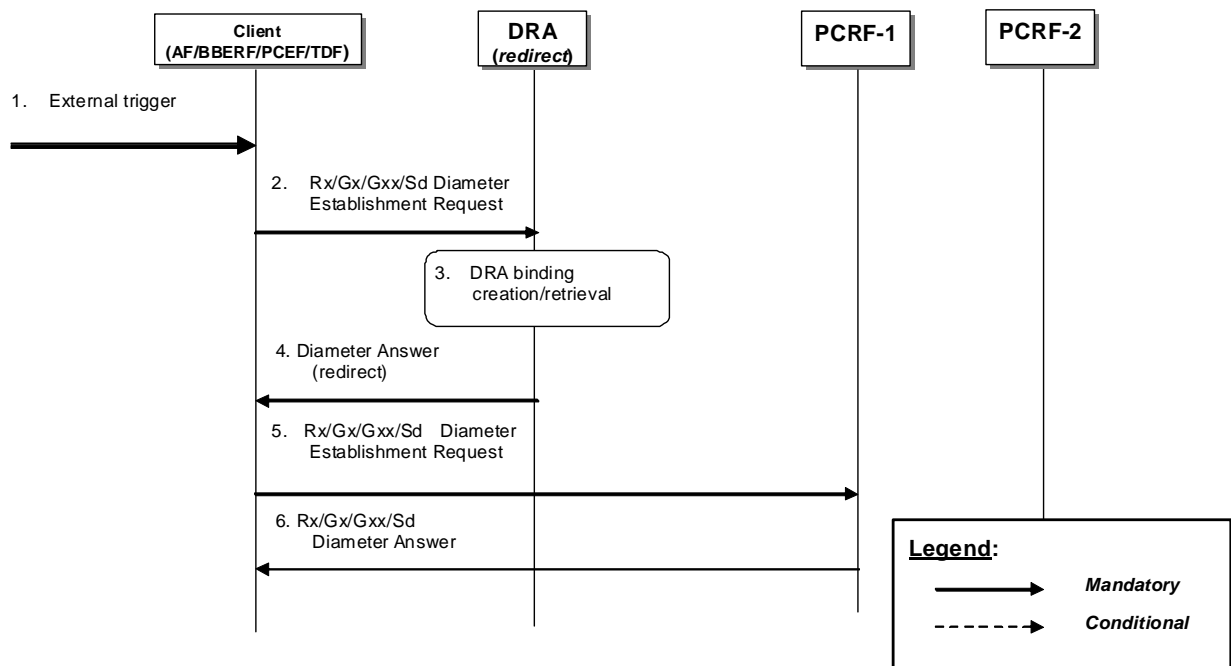 Client
(AF/BBERF/PCEF/TDF)
DRA
(redirect)
PCRF-1
PCRF-2
1. External trigger
2. Rx/Gx/Gxx/Sd Diameter
Establishment Request
3. DRA binding
creation/retrieval
4. Diameter Answer
(redirect)
5. Rx/Gx/Gxx/Sd Diameter
Establishment Request
6. Rx/Gx/Gxx/Sd
Diameter Answer
Legend:
Mandatory
Conditional